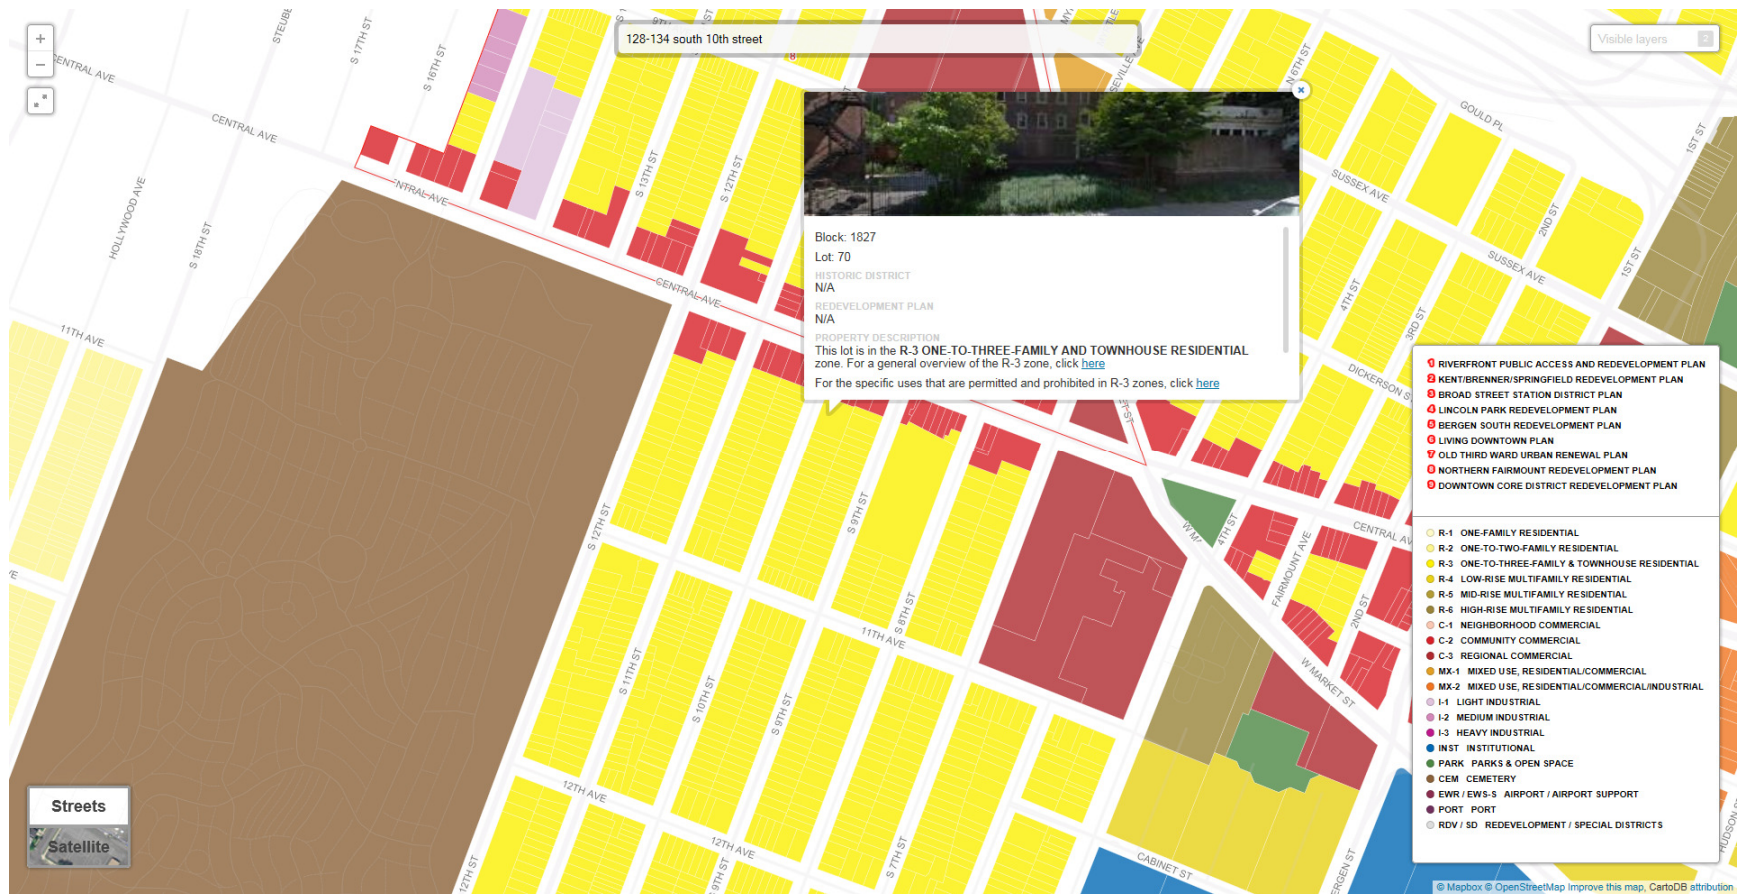 +
−
128-134 south 10th street
Visible layers 2
CENTRAL AVE
S 17TH ST
S 16TH ST
CENTRAL AVE
HOLLYWOOD AVE
S 18TH ST
S 13TH ST
S 12TH ST
CENTRAL AVE
11TH AVE
N 6TH ST
GOULD PL
1ST ST
SUSSEX AVE
2ND ST
SUSSEX AVE
1ST ST
4TH ST
3RD ST
DICKERSON ST
×
Block: 1827
Lot: 70
HISTORIC DISTRICT
N/A
REDEVELOPMENT PLAN
N/A
PROPERTY DESCRIPTION
This lot is in the R-3 ONE-TO-THREE-FAMILY AND TOWNHOUSE RESIDENTIAL
zone. For a general overview of the R-3 zone, click here
For the specific uses that are permitted and prohibited in R-3 zones, click here
S 12TH ST
S 9TH ST
S 8TH ST
11TH AVE
S 11TH ST
S 10TH ST
S 9TH ST
12TH AVE
12TH AVE
S 7TH ST
12TH ST
9TH ST
4TH ST
FAIRMOUNT AVE
2ND ST
W MARKET ST
CABINET ST
1 RIVERFRONT PUBLIC ACCESS AND REDEVELOPMENT PLAN
2 KENT/BRENNER/SPRINGFIELD REDEVELOPMENT PLAN
3 BROAD STREET STATION DISTRICT PLAN
4 LINCOLN PARK REDEVELOPMENT PLAN
5 BERGEN SOUTH REDEVELOPMENT PLAN
6 LIVING DOWNTOWN PLAN
7 OLD THIRD WARD URBAN RENEWAL PLAN
8 NORTHERN FAIRMOUNT REDEVELOPMENT PLAN
9 DOWNTOWN CORE DISTRICT REDEVELOPMENT PLAN
R-1 ONE-FAMILY RESIDENTIAL
R-2 ONE-TO-TWO-FAMILY RESIDENTIAL
R-3 ONE-TO-THREE-FAMILY & TOWNHOUSE RESIDENTIAL
R-4 LOW-RISE MULTIFAMILY RESIDENTIAL
R-5 MID-RISE MULTIFAMILY RESIDENTIAL
R-6 HIGH-RISE MULTIFAMILY RESIDENTIAL
C-1 NEIGHBORHOOD COMMERCIAL
C-2 COMMUNITY COMMERCIAL
C-3 REGIONAL COMMERCIAL
MX-1 MIXED USE, RESIDENTIAL/COMMERCIAL
MX-2 MIXED USE, RESIDENTIAL/COMMERCIAL/INDUSTRIAL
I-1 LIGHT INDUSTRIAL
I-2 MEDIUM INDUSTRIAL
I-3 HEAVY INDUSTRIAL
INST INSTITUTIONAL
PARK PARKS & OPEN SPACE
CEM CEMETERY
EWR / EWS-S AIRPORT / AIRPORT SUPPORT
PORT PORT
RDV / SD REDEVELOPMENT / SPECIAL DISTRICTS
Streets
Satellite
© Mapbox © OpenStreetMap Improve this map, CartoDB attribution